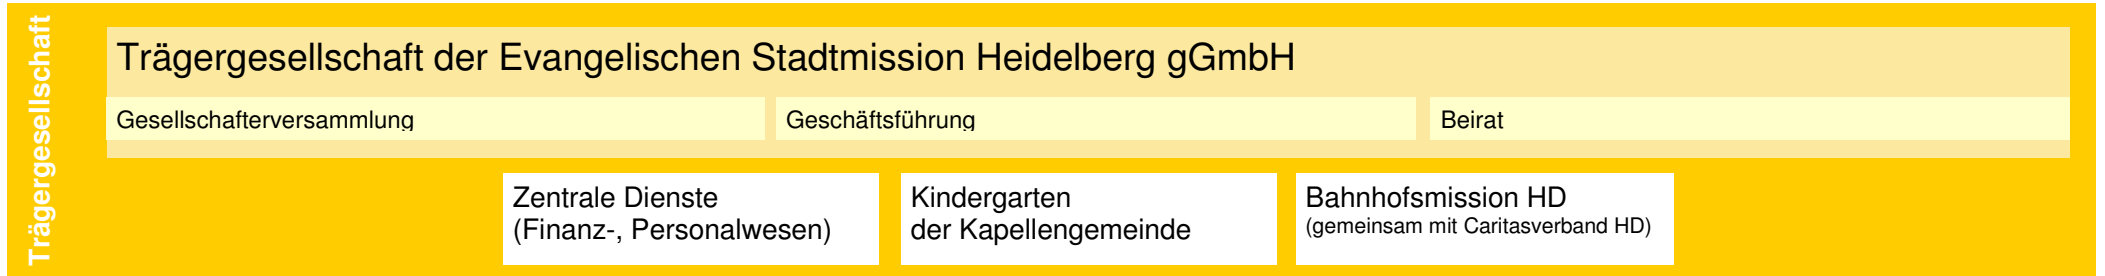 Trägergesellschaft
Trägergesellschaft der Evangelischen Stadtmission Heidelberg gGmbH
Gesellschafterversammlung
Geschäftsführung
Beirat
Zentrale Dienste
(Finanz-, Personalwesen)
Kindergarten
der Kapellengemeinde
Bahnhofsmission HD
(gemeinsam mit Caritasverband HD)